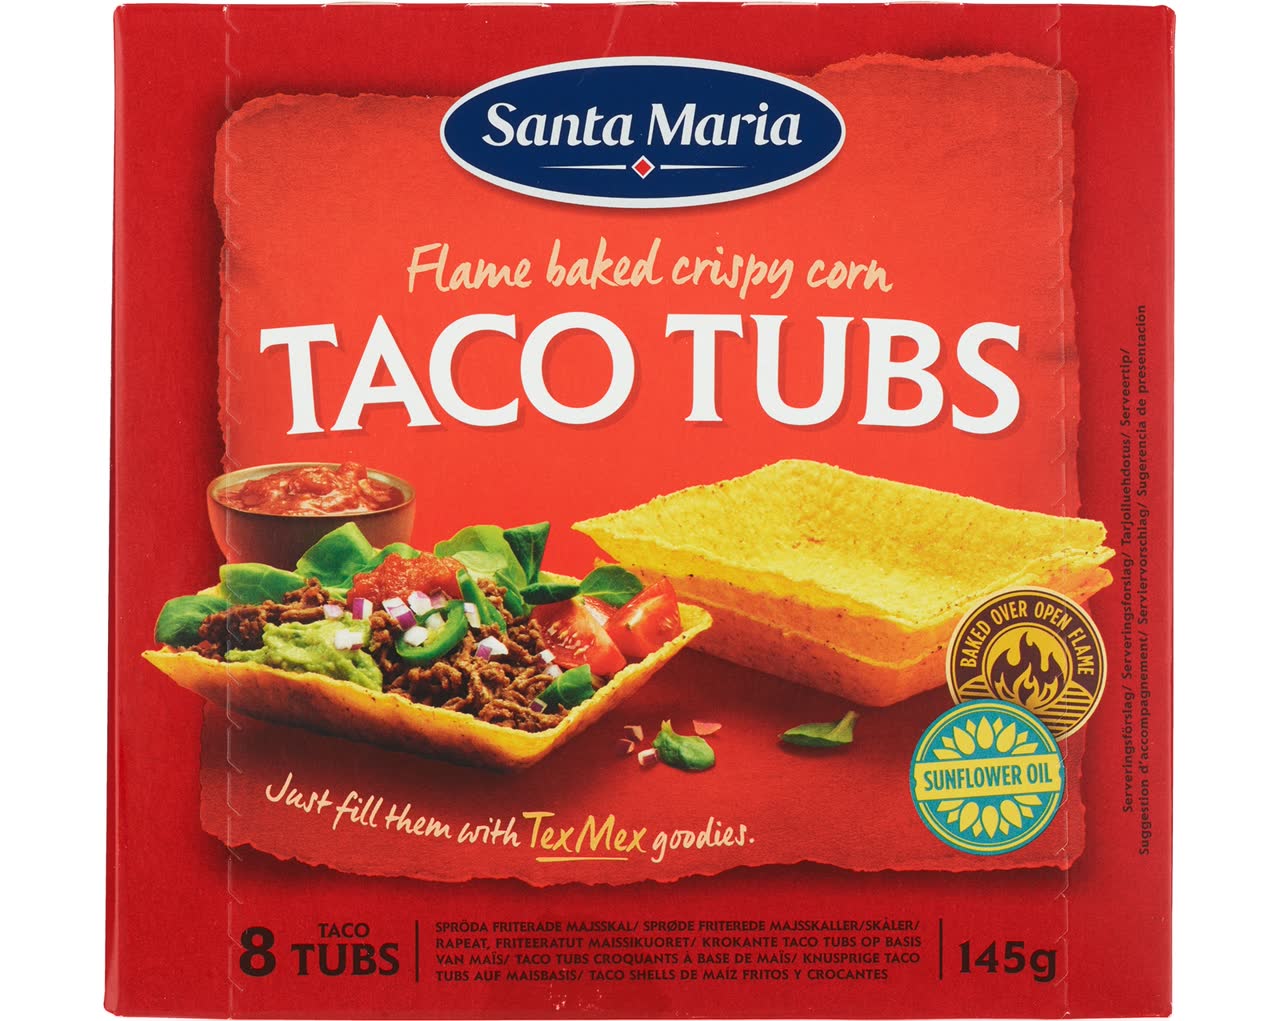 Santa Maria
Flame baked crispy corn
TACO TUBS
BAKED OVER OPEN FLAME
SUNFLOWER OIL
Just fill them with TexMex goodies.
8 TACO TUBS
SPRÖDA FRITERADE MAJSSKAL/ SPRØDE FRITEREDE MAJSSKALLER/SKÅLER/
RAPEAT, FRITEERATUT MAISSIKUORET/ KROKANTE TACO TUBS OP BASIS
VAN MAÏS/ TACO TUBS CROQUANTS À BASE DE MAÏS/ KNUSPRIGE TACO
TUBS AUF MAISBASIS/ TACO SHELLS DE MAÍZ FRITOS Y CROCANTES
145g
Serveringsförslag/ Serveringsforslag/ Tarjoiluehdotus/ Serveertip/
Suggestion d'accompagnement/ Serviervorschlag/ Sugerencia de presentación